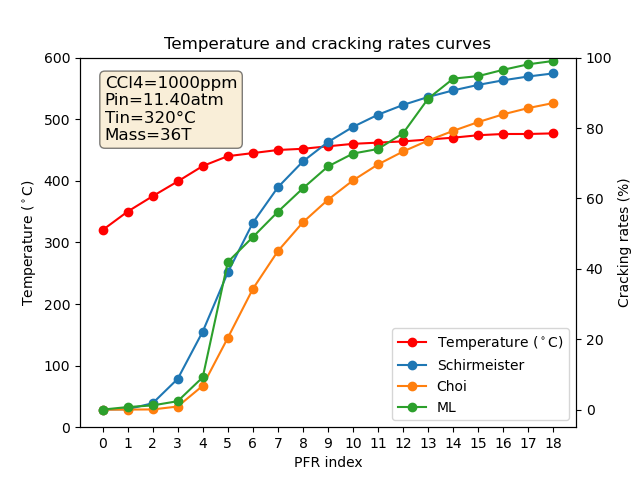 Temperature and cracking rates curves
CCl4=1000ppm
Pin=11.40atm
Tin=320°C
Mass=36T
Temperature (°C)
600
500
400
300
200
100
0
100
80
60
40
20
0
Cracking rates (%)
Temperature (°C)
Schirmeister
Choi
ML
0 1 2 3 4 5 6 7 8 9 10 11 12 13 14 15 16 17 18
PFR index